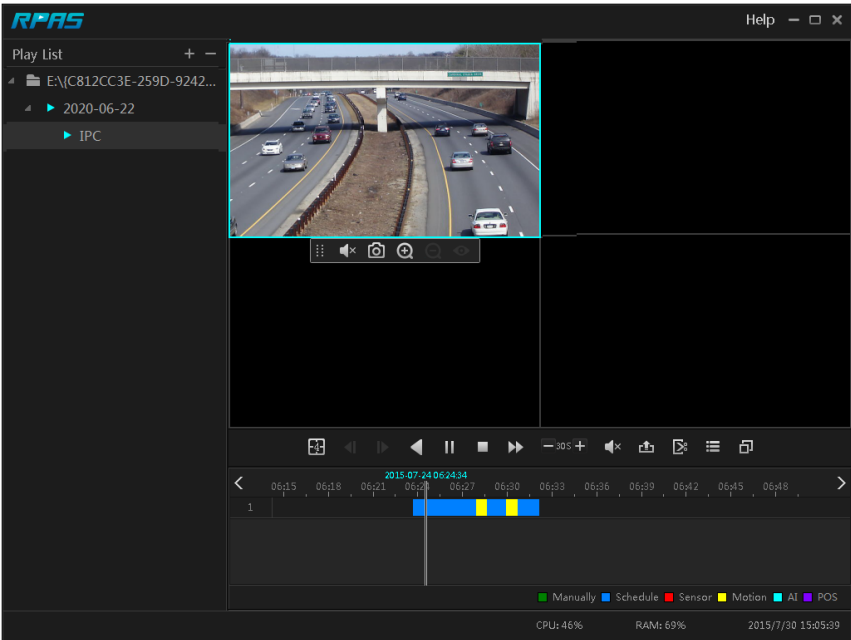 RPAS
Help
Play List
E:\{C812CC3E-259D-9242...
2020-06-22
IPC
30S
2015-07-24 06:24:34
06:15 06:18 06:21 06:24 06:27 06:30 06:33 06:36 06:39 06:42 06:45 06:48
1
Manually Schedule Sensor Motion AI POS
CPU: 46% RAM: 69% 2015/7/30 15:05:39